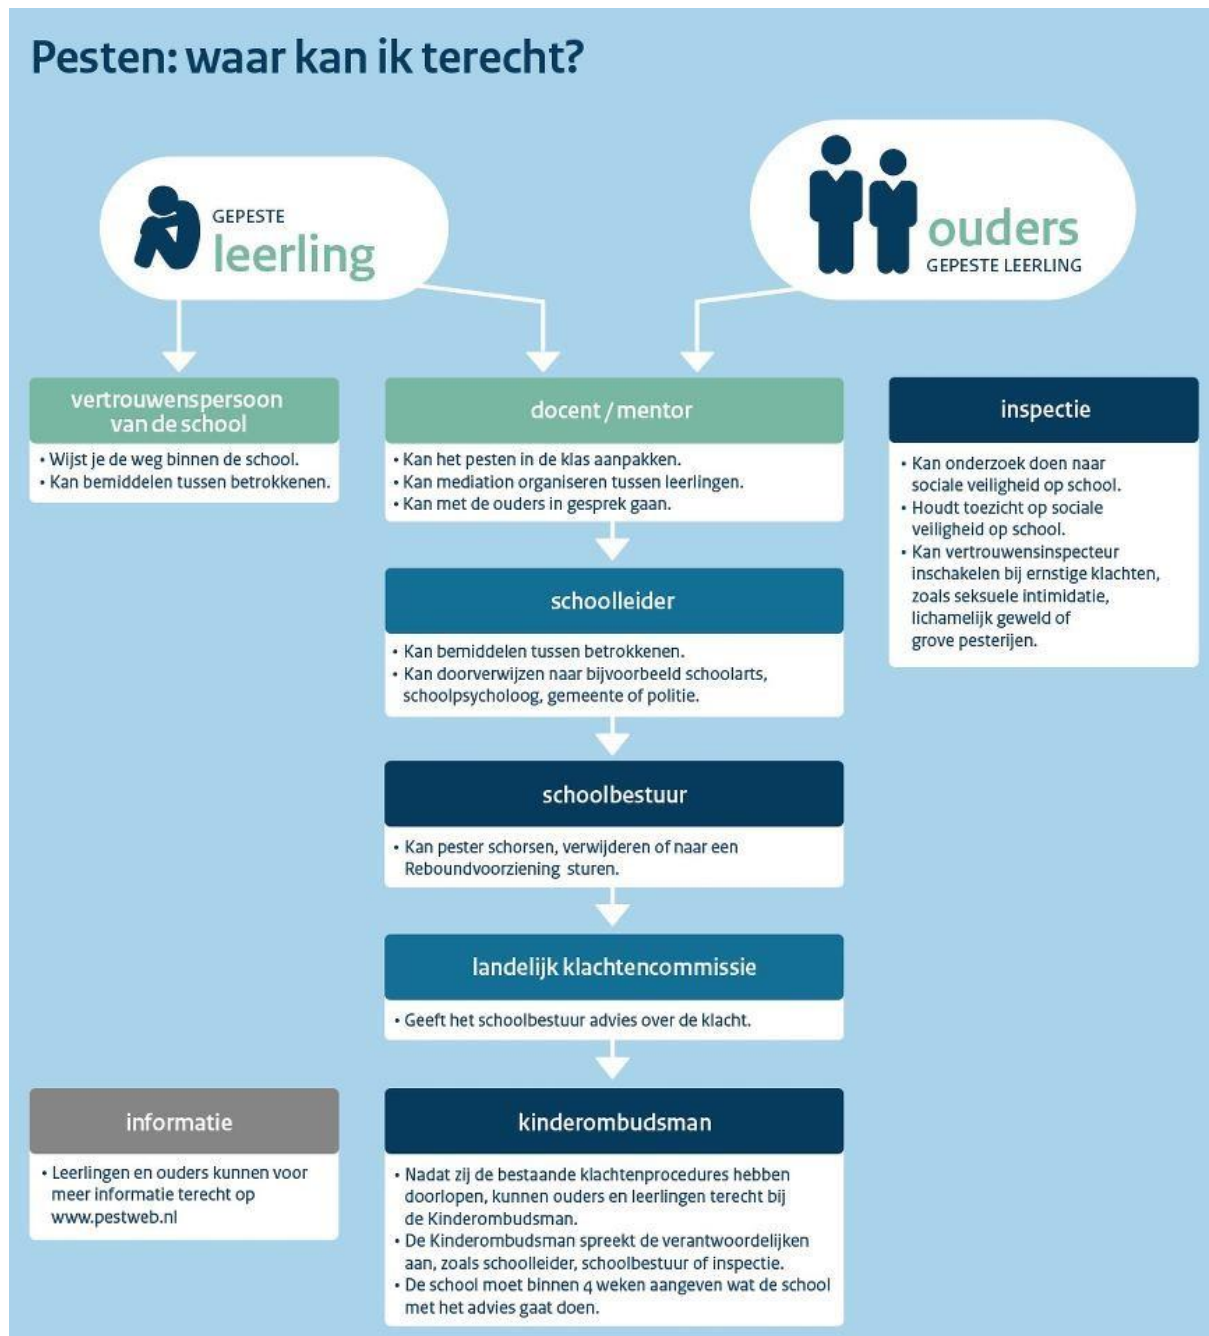 Pesten: waar kan ik terecht?
GEPESTE
leerling
ouders
GEPESTE LEERLING
vertrouwenspersoon
van de school
• Wijst je de weg binnen de school.
• Kan bemiddelen tussen betrokkenen.
docent / mentor
• Kan het pesten in de klas aanpakken.
• Kan mediation organiseren tussen leerlingen.
• Kan met de ouders in gesprek gaan.
inspectie
• Kan onderzoek doen naar
sociale veiligheid op school.
• Houdt toezicht op sociale
veiligheid op school.
• Kan vertrouwensinspecteur
inschakelen bij ernstige klachten,
zoals seksuele intimidatie,
lichamelijk geweld of
grove pesterijen.
schoolleider
• Kan bemiddelen tussen betrokkenen.
• Kan doorverwijzen naar bijvoorbeeld schoolarts,
schoolpsycholoog, gemeente of politie.
schoolbestuur
• Kan pester schorsen, verwijderen of naar een
Reboundvoorziening sturen.
landelijk klachtencommissie
• Geeft het schoolbestuur advies over de klacht.
informatie
• Leerlingen en ouders kunnen voor
meer informatie terecht op
www.pestweb.nl
kinderombudsman
• Nadat zij de bestaande klachtenprocedures hebben
doorlopen, kunnen ouders en leerlingen terecht bij
de Kinderombudsman.
• De Kinderombudsman spreekt de verantwoordelijken
aan, zoals schoolleider, schoolbestuur of inspectie.
• De school moet binnen 4 weken aangeven wat de school
met het advies gaat doen.